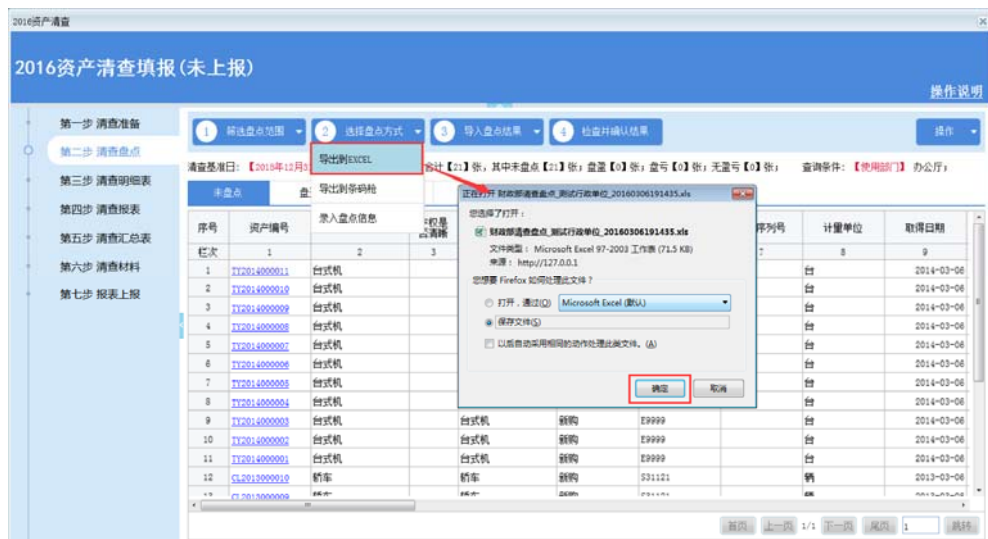 2016资产清查
2016资产清查填报(未上报)
操作说明
第一步 清查准备
第二步 清查盘点
第三步 清查明细表
第四步 清查报表
第五步 清查汇总表
第六步 清查材料
第七步 报表上报
1 筛选盘点范围 2 选择盘点方式 3 导入盘点结果 4 检查并确认结果 操作
清查基准日：【2015年12月3 合计【21】张，其中未盘点【21】张；盘盈【0】张；盘亏【0】张；无盈亏【0】张； 查询条件：【使用部门】 办公厅；
导出到EXCEL
导出到条码枪
录入盘点信息
未盘点
序号 资产编号 序列号 计量单位 取得日期
栏次 1 2 3 7 8 9
1 TY2014000011 台式机 台 2014-03-06
2 TY2014000010 台式机 台 2014-03-06
3 TY2014000009 台式机 台 2014-03-06
4 TY2014000008 台式机 台 2014-03-06
5 TY2014000007 台式机 台 2014-03-06
6 TY2014000006 台式机 台 2014-03-06
7 TY2014000005 台式机 台 2014-03-06
8 TY2014000004 台式机 台 2014-03-06
9 TY2014000003 台式机 台式机 新购 E9999 台 2014-03-06
10 TY2014000002 台式机 台式机 新购 E9999 台 2014-03-06
11 TY2014000001 台式机 台式机 新购 E9999 台 2014-03-06
12 CL2013000010 轿车 轿车 新购 S31121 辆 2013-03-06
正在打开 财政部清查盘点_测试行政单位_20160306191435.xls
您选择了打开：
财政部清查盘点_测试行政单位_20160306191435.xls
文件类型： Microsoft Excel 97-2003 工作表 (71.5 KB)
来源： http://127.0.0.1
您想要 Firefox 如何处理此文件？
打开，通过(O) Microsoft Excel (默认)
保存文件(S)
以后自动采用相同的动作处理此类文件。(A)
确定 取消
首页 上一页 1/1 下一页 尾页 1 跳转